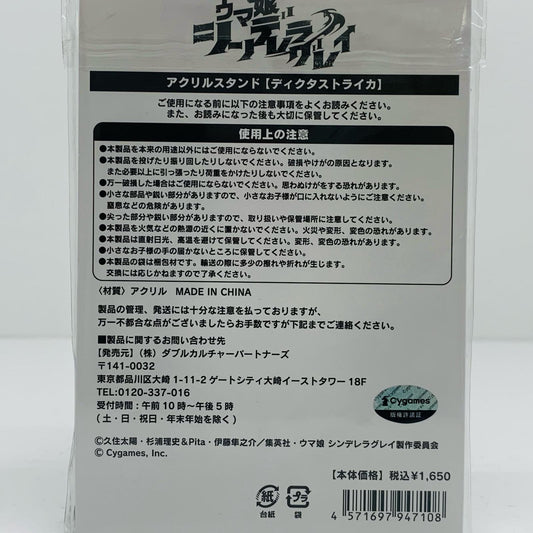 ウマ娘
シンデレラグレイ
アクリルスタンド【ディクタストライカ】
ご使用になる前に以下の注意事項をよくお読みください。
また、お読みになった後も大切に保管してください。
使用上の注意
●本製品を本来の用途以外にはご使用にならないでください。
●本製品を投げたり振り回したりしないでください。破損やけがの原因となります。
また必要以上に引っ張ったり荷重をかけたりしないでください。
●万一破損した場合はご使用にならないでください。思わぬけがをする恐れがあります。
●小さな部品や鋭い部分がありますので、小さなお子様が口に入れないようにご注意ください。
窒息などの危険があります。
●尖った部分や鋭い部分がありますので、取り扱いや保管場所に注意してください。
●本製品を火気などの熱源の近くに置かないでください。火災や変形、変色の恐れがあります。
●本製品は直射日光、高温を避けて保管してください。変形、変色の恐れがあります。
●小さなお子様の手の届かないところに保管してください。
●本製品の袋は梱包材です。輸送の際に多少の擦れや折れが生じます。
交換には応じかねますのでご了承ください。
〈材質〉アクリル MADE IN CHINA
製品の管理、発送には十分な注意を払っておりますが、
万一不都合な点がございましたらお手数ですが下記までご連絡ください。
■製品に関するお問い合わせ先
【発売元】(株)ダブルカルチャーパートナーズ
〒141-0032
東京都品川区大崎 1-11-2 ゲートシティ大崎イーストタワー 18F
TEL:0120-337-016
受付時間:午前10時～午後5時
(土・日・祝日・年末年始を除く)
Cygames
版権許諾証
©久住太陽・杉浦理史＆Pita・伊藤隼之介／集英社・ウマ娘 シンデレラグレイ製作委員会
© Cygames, Inc.
【本体価格】税込¥1,650
紙
台紙
プラ
袋
4 571697 947108